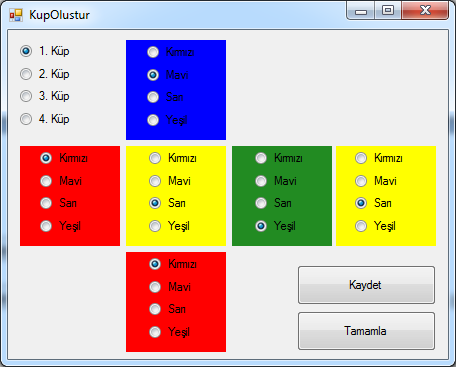 KupOlustur
1. Küp
2. Küp
3. Küp
4. Küp
Kırmızı
Mavi
Sarı
Yeşil
Kırmızı
Mavi
Sarı
Yeşil
Kırmızı
Mavi
Sarı
Yeşil
Kırmızı
Mavi
Sarı
Yeşil
Kırmızı
Mavi
Sarı
Yeşil
Kırmızı
Mavi
Sarı
Yeşil
Kaydet
Tamamla